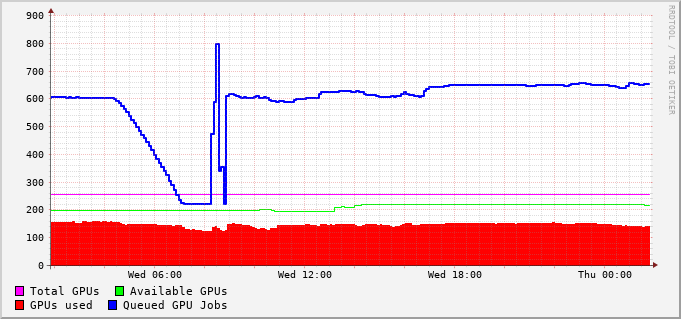 900
800
700
600
500
400
300
200
100
0
Wed 06:00 Wed 12:00 Wed 18:00 Thu 00:00
Total GPUs Available GPUs
GPUs used Queued GPU Jobs
RRDTOOL / TOBI OETIKER